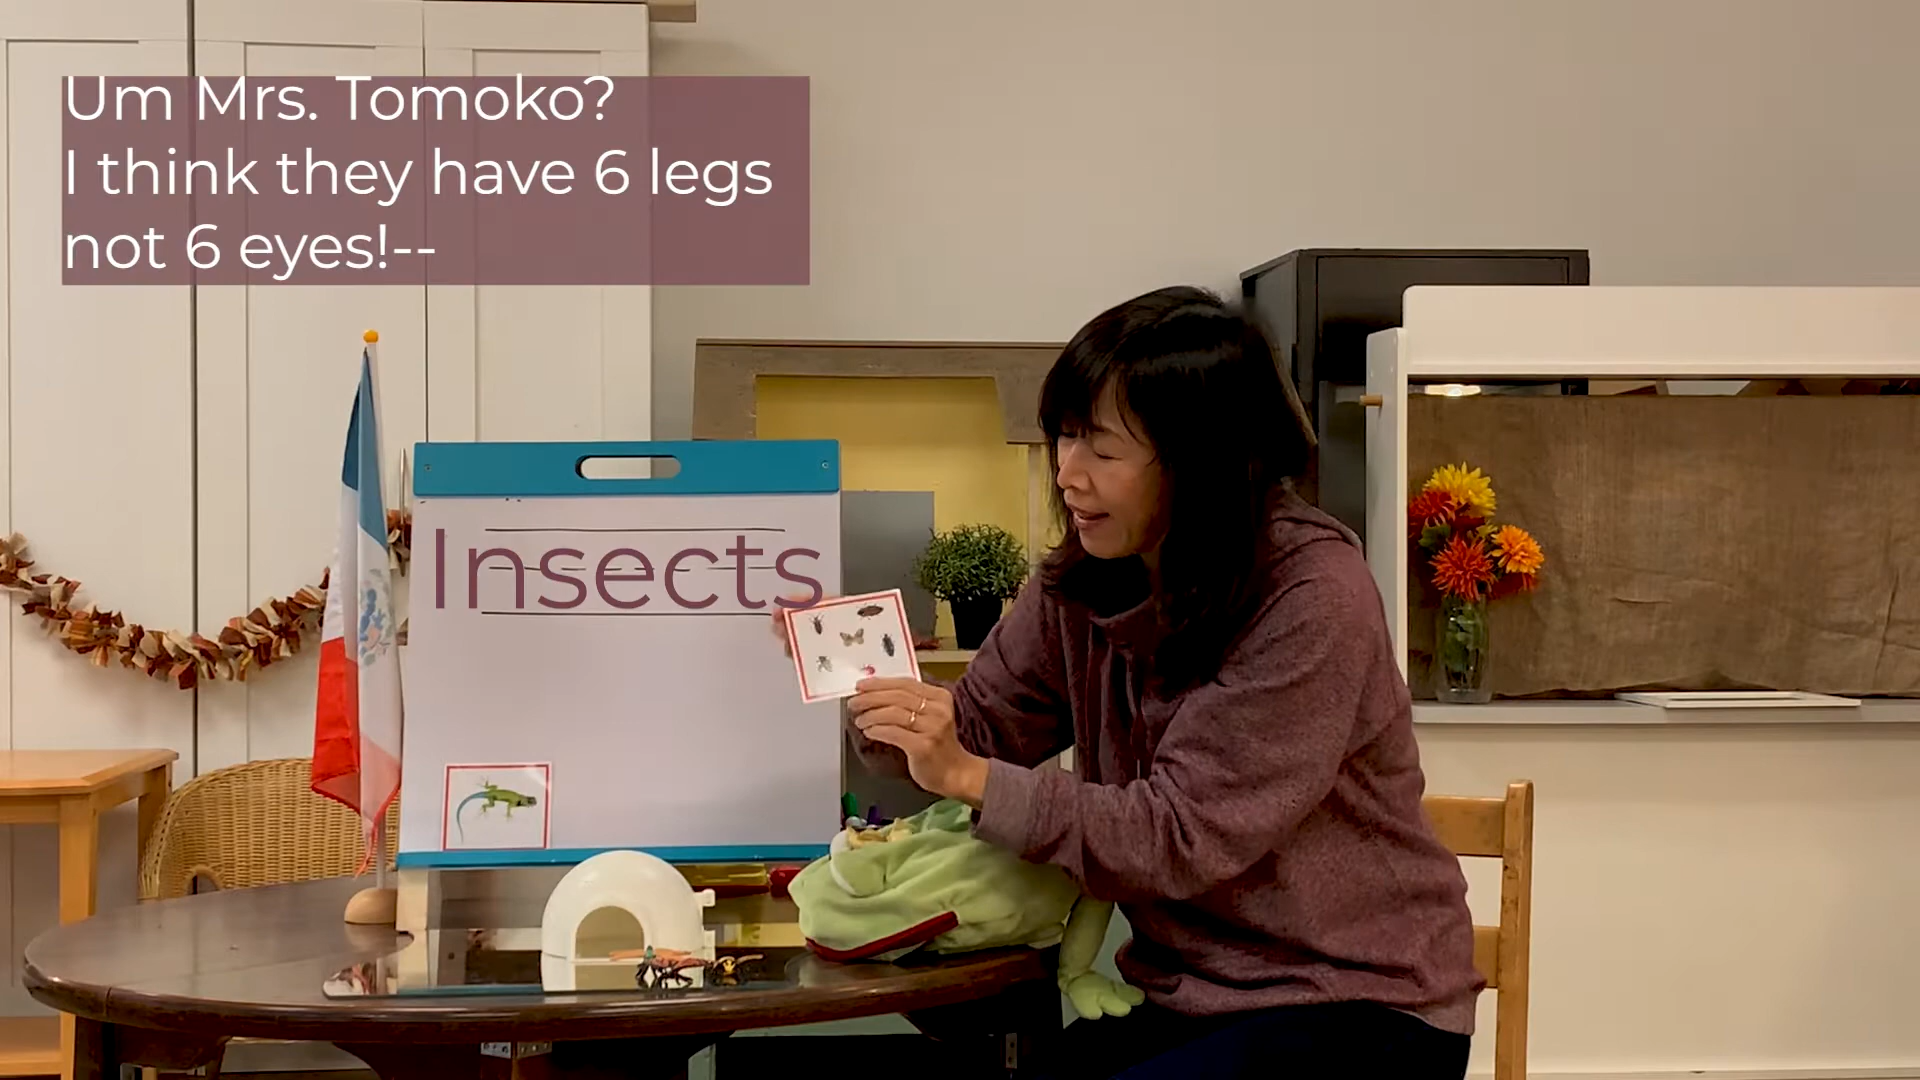 Um Mrs. Tomoko?
I think they have 6 legs
not 6 eyes!--
Insects